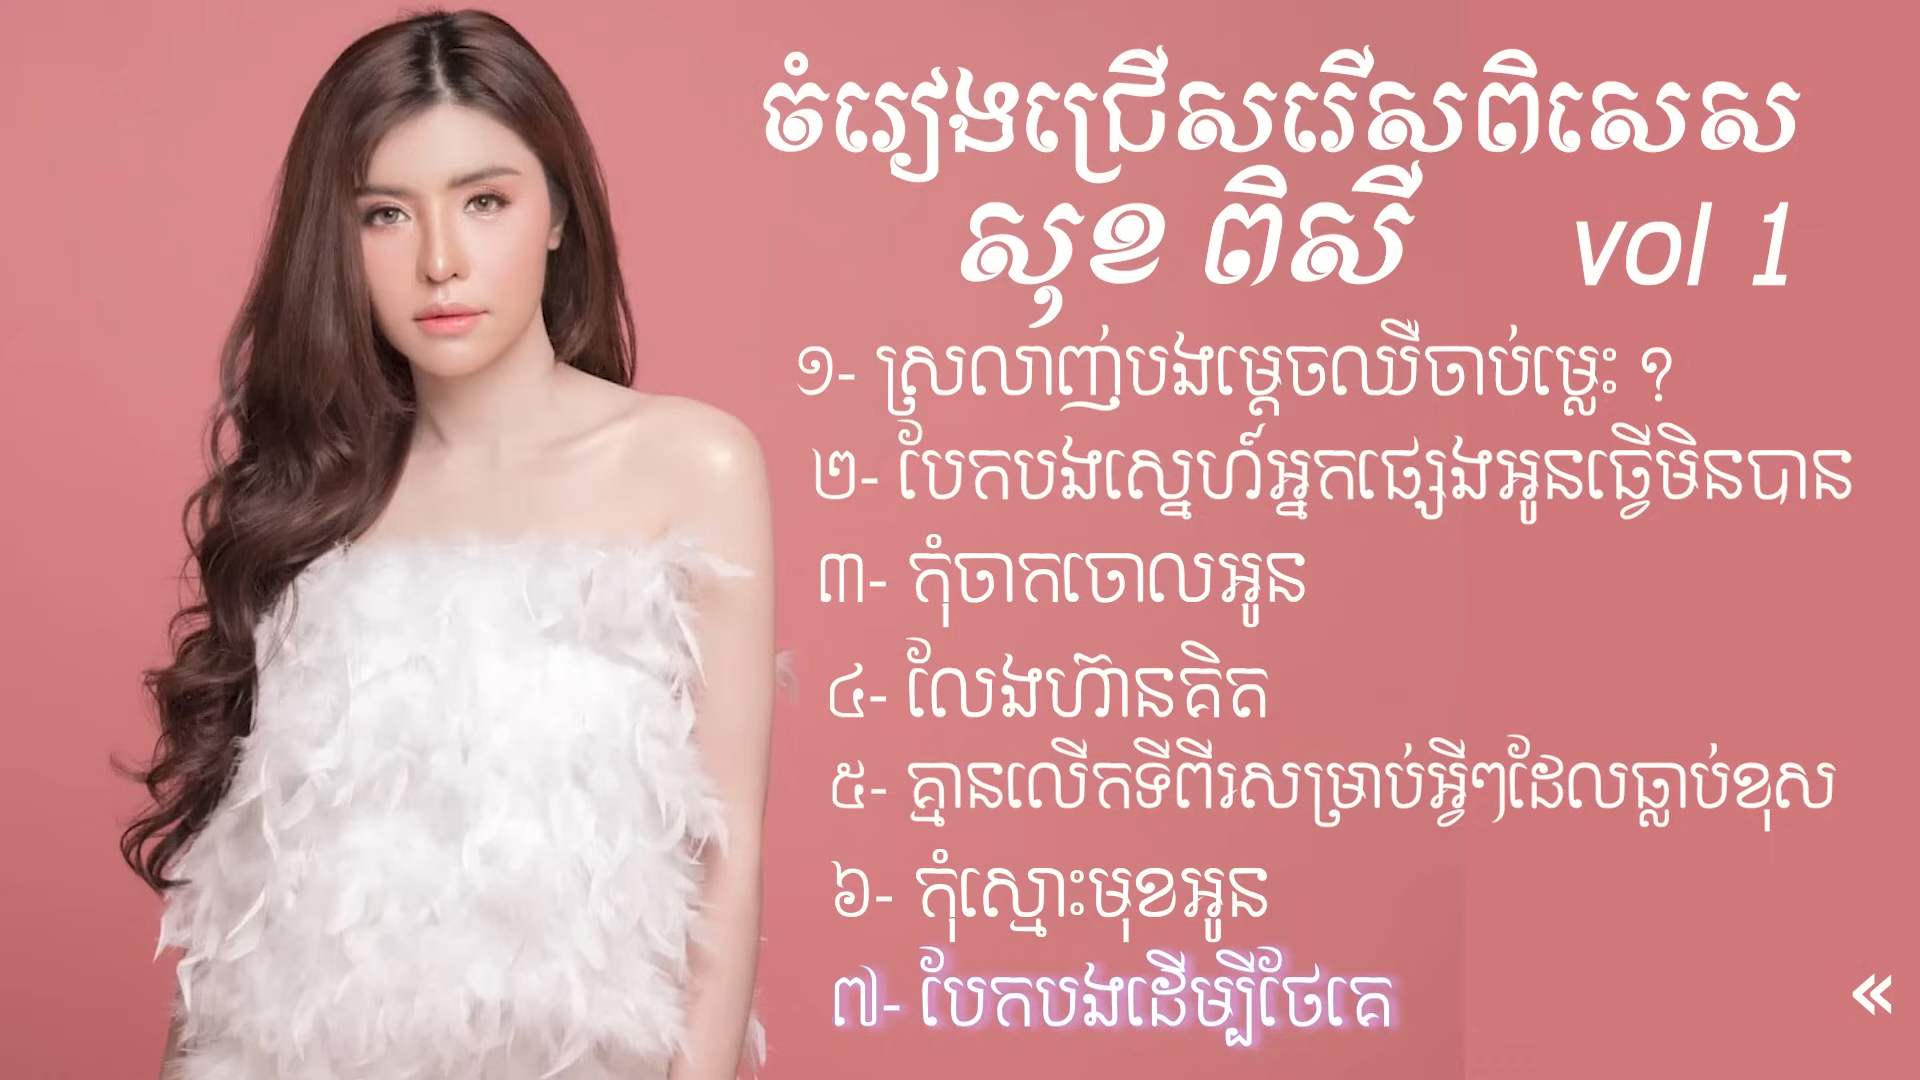 ចំរៀងជ្រើសរើសពិសេស
សុខ ពិសី vol 1
១- ស្រលាញ់បងម្ដេចឈឺចាប់ម្លេះ ?
២- បែកបងស្នេហ៍អ្នកផ្សេងអូនធ្វើមិនបាន
៣- កុំចាកចោលអូន
៤- លែងហ៊ានគិត
៥- គ្មានលើកទីពីរសម្រាប់អ្វីៗដែលធ្លាប់ខុស
៦- កុំស្មោះមុខអូន
៧- បែកបងដើម្បីថែគេ
«